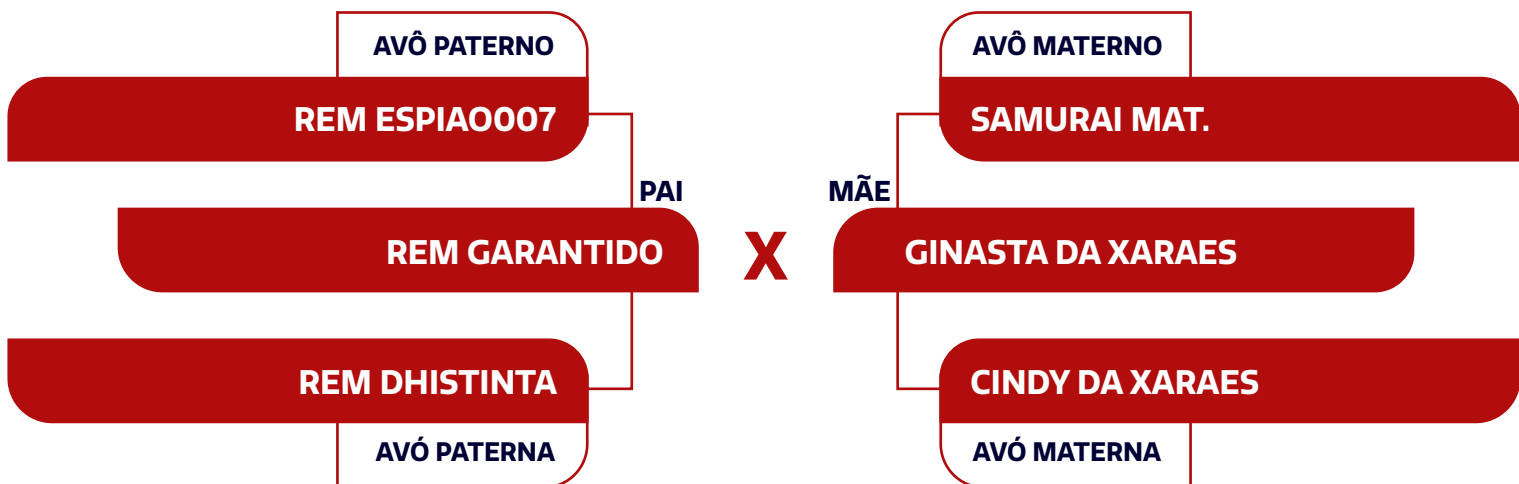 AVÔ PATERNO
REM ESPIAO007
PAI
REM GARANTIDO
REM DHISTINTA
AVÓ PATERNA
X
AVÔ MATERNO
SAMURAI MAT.
MÃE
GINASTA DA XARAES
CINDY DA XARAES
AVÓ MATERNA